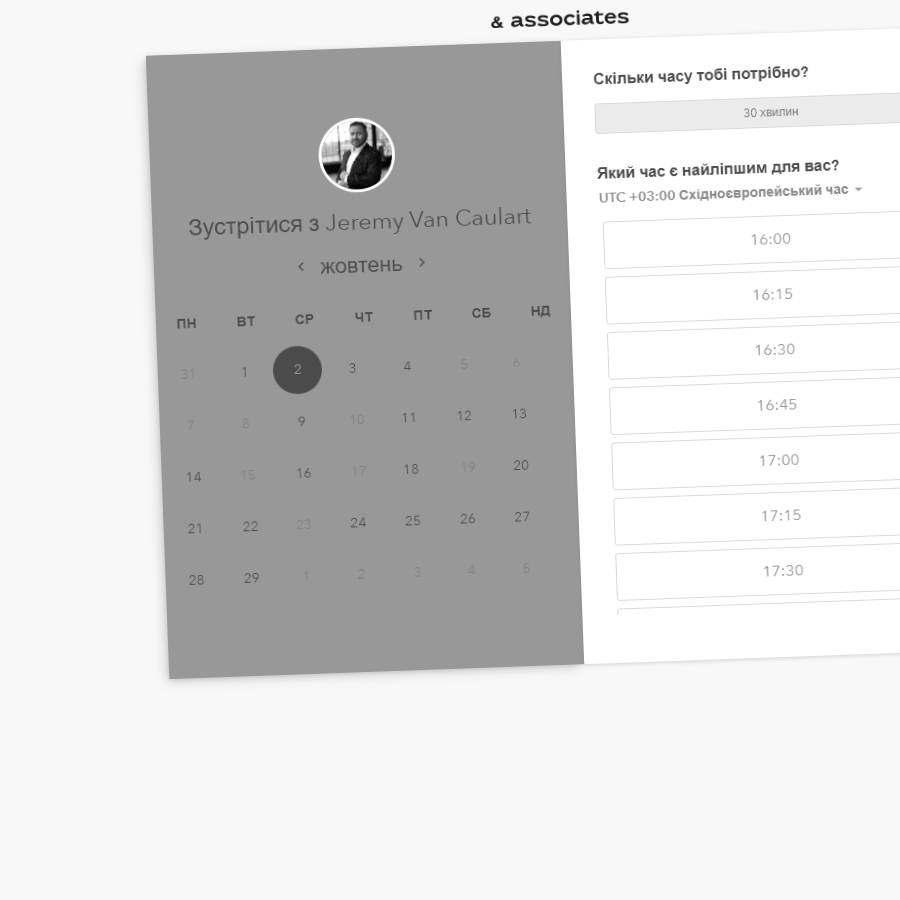 & associates
Зустрітися з Jeremy Van Caulart
жовтень
ПН ВТ СР ЧТ ПТ СБ НД
31 1 2 3 4 5 6
7 8 9 10 11 12 13
14 15 16 17 18 19 20
21 22 23 24 25 26 27
28 29 1 2 3 4 5
Скільки часу тобі потрібно?
30 хвилин
Який час є найліпшим для вас?
UTC +03:00 Східноєвропейський час
16:00
16:15
16:30
16:45
17:00
17:15
17:30